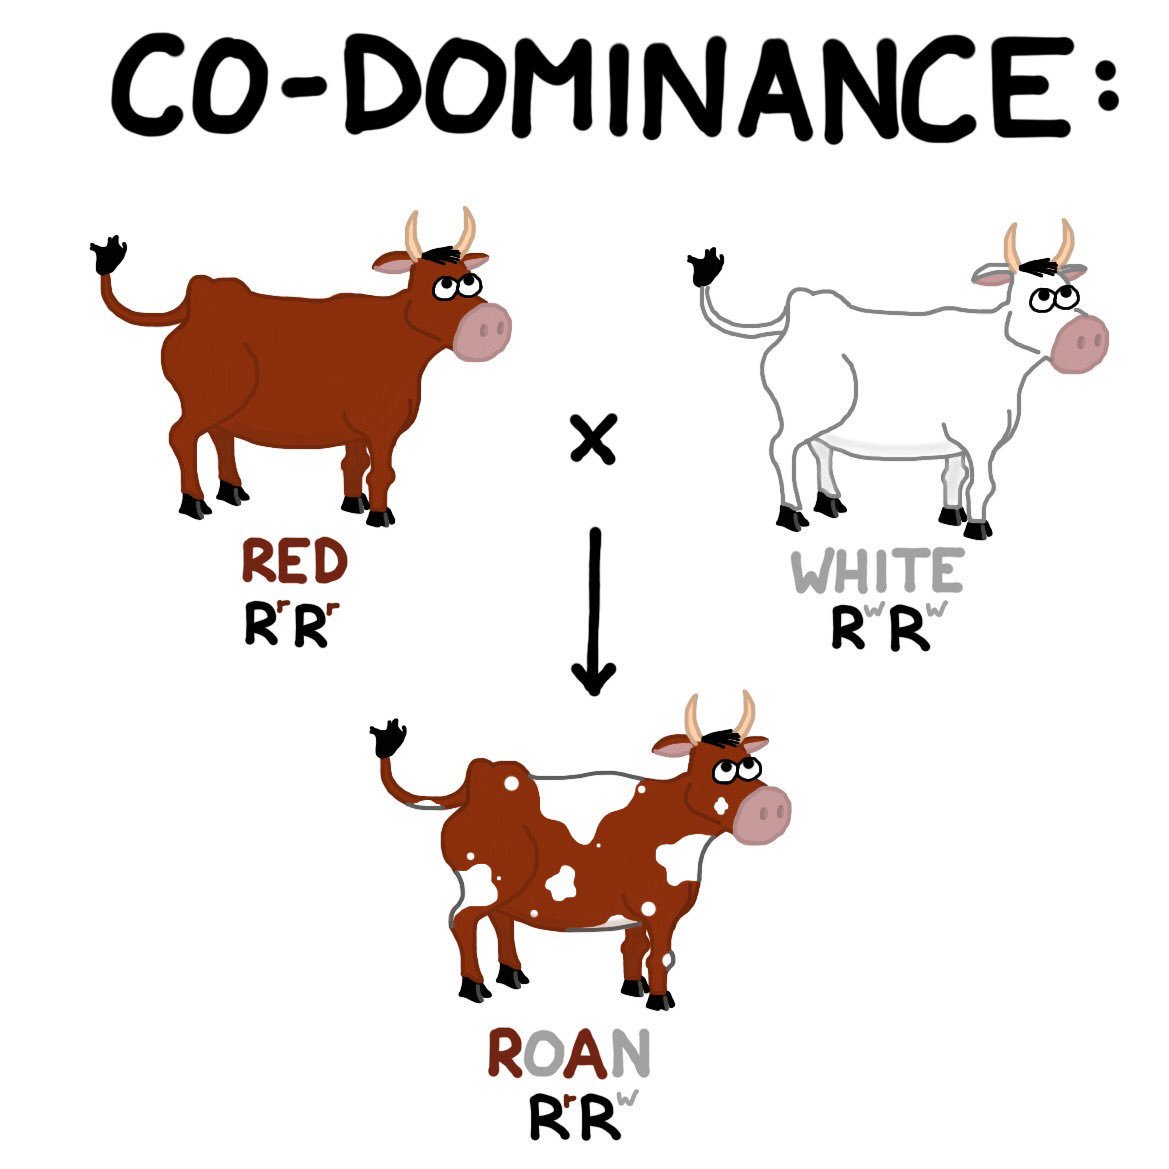 CO-DOMINANCE:
x
RED
RʳRʳ
WHITE
RʷRʷ
ROAN
RʳRʷ